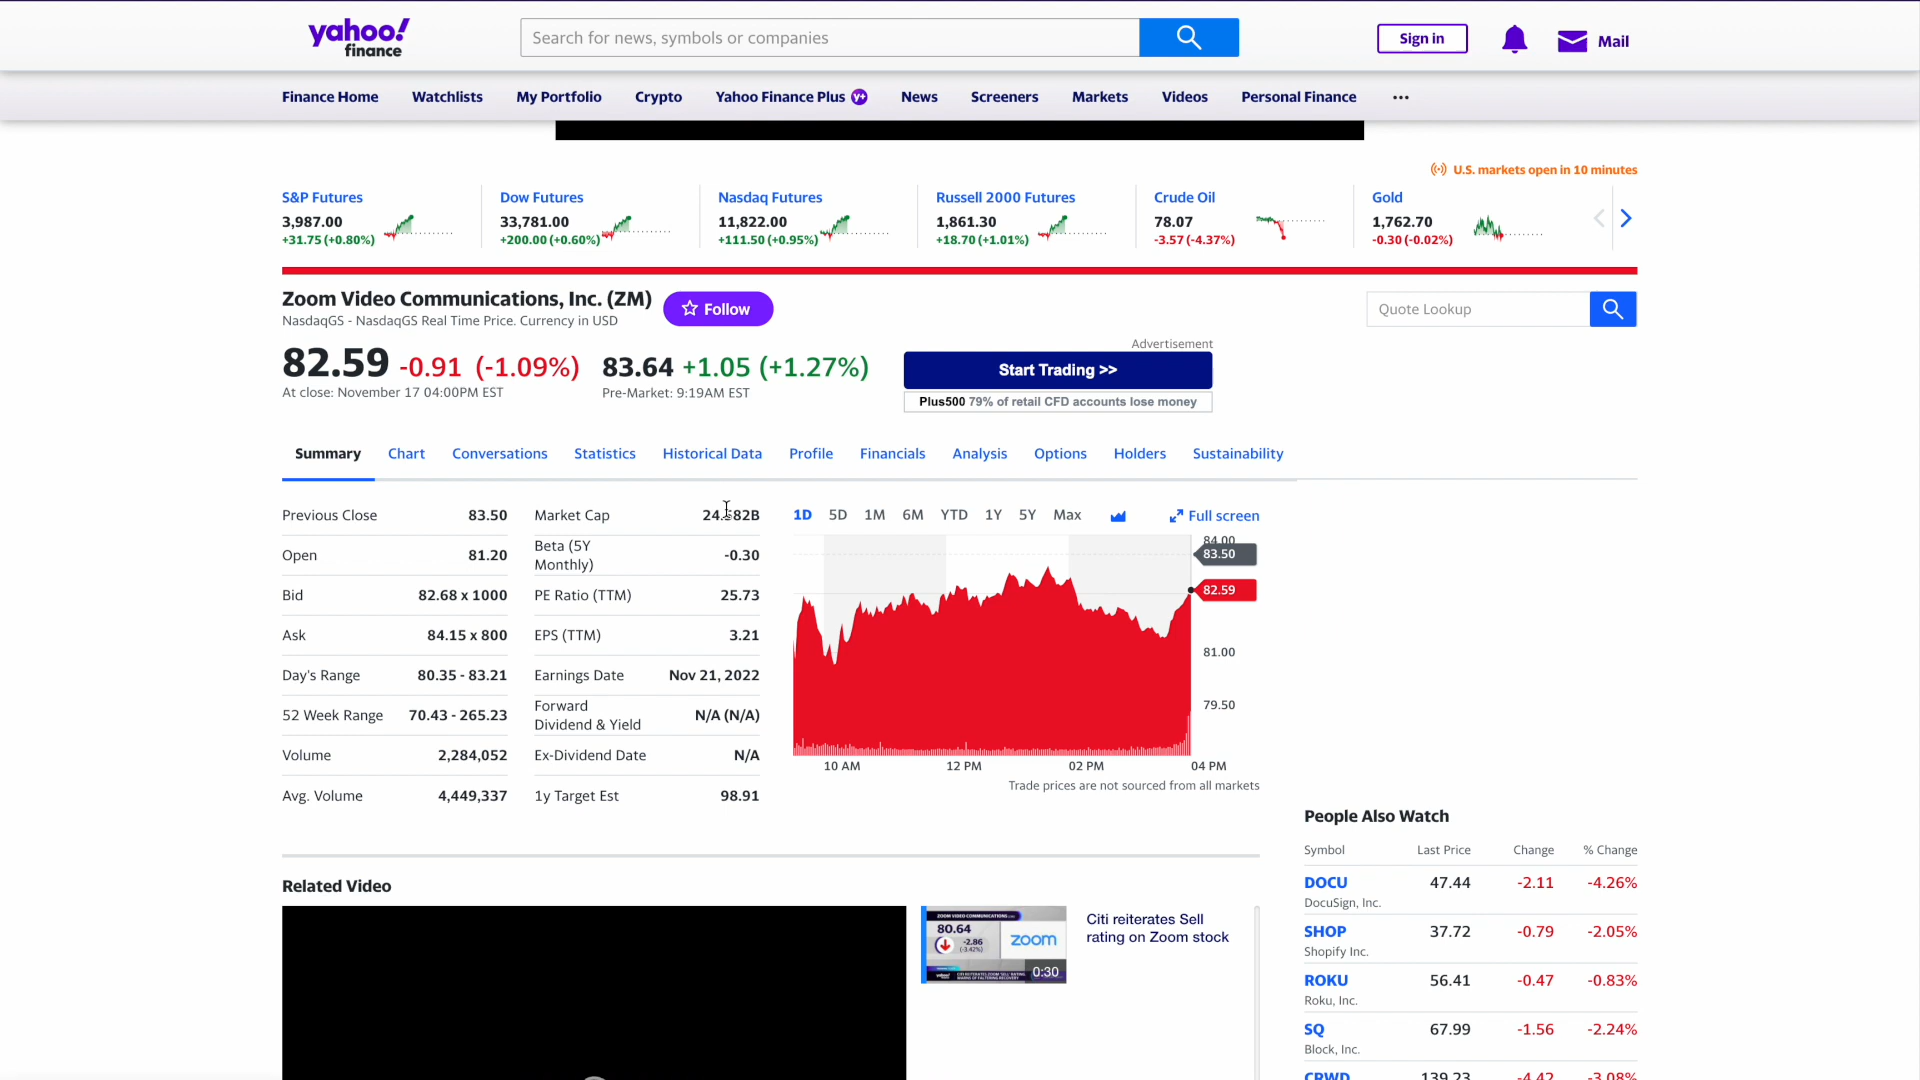 yahoo!
finance
Search for news, symbols or companies
Sign in
Mail
Finance Home Watchlists My Portfolio Crypto Yahoo Finance Plus y+ News Screeners Markets Videos Personal Finance ...
U.S. markets open in 10 minutes
S&P Futures
3,987.00
+31.75 (+0.80%)
Dow Futures
33,781.00
+200.00 (+0.60%)
Nasdaq Futures
11,822.00
+111.50 (+0.95%)
Russell 2000 Futures
1,861.30
+18.70 (+1.01%)
Crude Oil
78.07
-3.57 (-4.37%)
Gold
1,762.70
-0.30 (-0.02%)
Zoom Video Communications, Inc. (ZM)
Follow
NasdaqGS - NasdaqGS Real Time Price. Currency in USD
Quote Lookup
82.59 -0.91 (-1.09%)
At close: November 17 04:00PM EST
83.64 +1.05 (+1.27%)
Pre-Market: 9:19AM EST
Advertisement
Start Trading >>
Plus500 79% of retail CFD accounts lose money
Summary Chart Conversations Statistics Historical Data Profile Financials Analysis Options Holders Sustainability
Previous Close 83.50
Open 81.20
Bid 82.68 x 1000
Ask 84.15 x 800
Day's Range 80.35 - 83.21
52 Week Range 70.43 - 265.23
Volume 2,284,052
Avg. Volume 4,449,337
Market Cap
Beta (5Y
Monthly) -0.30
PE Ratio (TTM) 25.73
EPS (TTM) 3.21
Earnings Date Nov 21, 2022
Forward
Dividend & Yield N/A (N/A)
Ex-Dividend Date N/A
1y Target Est 98.91
1D 5D 1M 6M YTD 1Y 5Y Max
Full screen
84.00
83.50
82.59
81.00
79.50
10 AM 12 PM 02 PM 04 PM
Trade prices are not sourced from all markets
People Also Watch
Symbol Last Price Change % Change
DOCU 47.44 -2.11 -4.26%
DocuSign, Inc.
SHOP 37.72 -0.79 -2.05%
Shopify Inc.
ROKU 56.41 -0.47 -0.83%
Roku, Inc.
SQ 67.99 -1.56 -2.24%
Block, Inc.
CRWD 139.23 -4.42 -3.08%
Related Video
ZOOM VIDEO COMMUNICATIONS
80.64
-2.86
(-3.42%)
zoom
0:30
Citi reiterates Sell
rating on Zoom stock